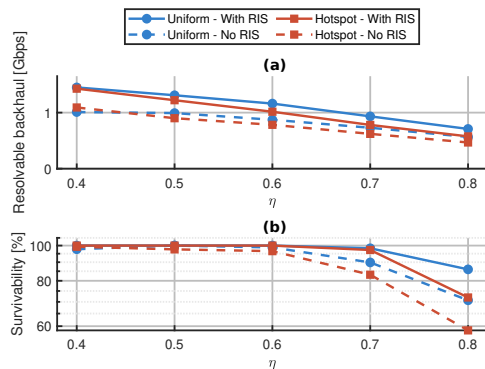 Uniform - With RIS
Hotspot - With RIS
Uniform - No RIS
Hotspot - No RIS
(a)
Resolvable backhaul [Gbps]
1
0
0.4 0.5 0.6 0.7 0.8
η
(b)
Survivability [%]
100
80
60
0.4 0.5 0.6 0.7 0.8
η